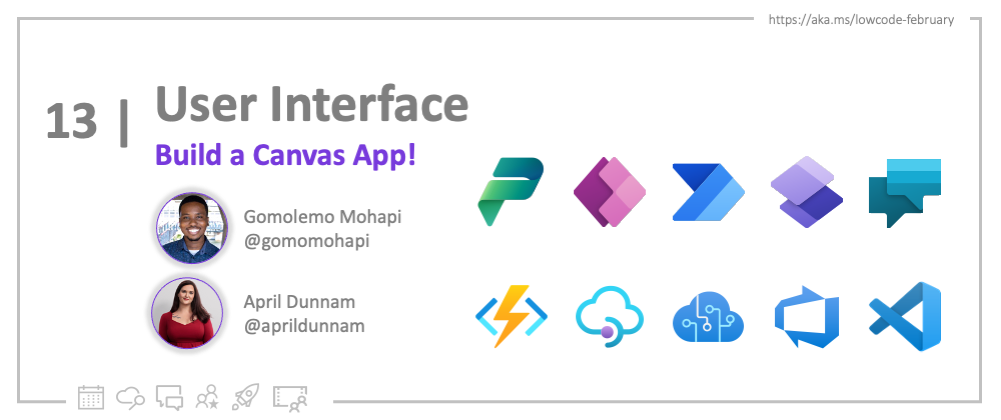 https://aka.ms/lowcode-february
13 |
User Interface
Build a Canvas App!
Gomolemo Mohapi
@gomomohapi
April Dunnam
@aprildunnam